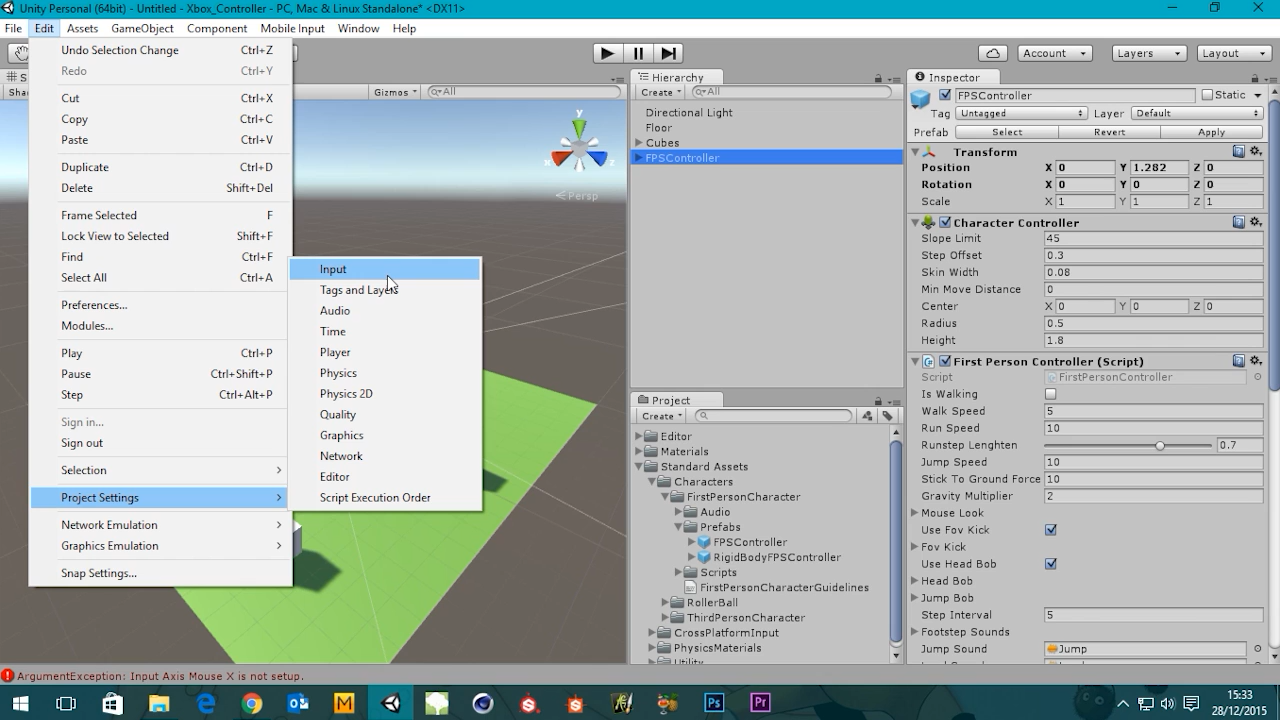 Unity Personal (64bit) - Untitled - Xbox_Controller - PC, Mac & Linux Standalone* <DX11>
File Edit Assets GameObject Component Mobile Input Window Help
Account Layers Layout
Undo Selection Change Ctrl+Z
Redo Ctrl+Y
Cut Ctrl+X
Copy Ctrl+C
Paste Ctrl+V
Duplicate Ctrl+D
Delete Shift+Del
Frame Selected F
Lock View to Selected Shift+F
Find Ctrl+F
Select All Ctrl+A
Preferences...
Modules...
Play Ctrl+P
Pause Ctrl+Shift+P
Step Ctrl+Alt+P
Sign in...
Sign out
Selection
Project Settings
Network Emulation
Graphics Emulation
Snap Settings...
Input
Tags and Layers
Audio
Time
Player
Physics
Physics 2D
Quality
Graphics
Network
Editor
Script Execution Order
Gizmos All
y
x z
Persp
Hierarchy
Create All
Directional Light
Floor
Cubes
FPSController
Project
Create
Editor
Materials
Standard Assets
Characters
FirstPersonCharacter
Audio
Prefabs
FPSController
RigidBodyFPSController
Scripts
FirstPersonCharacterGuidelines
RollerBall
ThirdPersonCharacter
CrossPlatformInput
PhysicsMaterials
Utility
Inspector
FPSController Static
Tag Untagged Layer Default
Prefab Select Revert Apply
Transform
Position X 0 Y 1.282 Z 0
Rotation X 0 Y 0 Z 0
Scale X 1 Y 1 Z 1
Character Controller
Slope Limit 45
Step Offset 0.3
Skin Width 0.08
Min Move Distance 0
Center X 0 Y 0 Z 0
Radius 0.5
Height 1.8
First Person Controller (Script)
Script FirstPersonController
Is Walking
Walk Speed 5
Run Speed 10
Runstep Lenghten 0.7
Jump Speed 10
Stick To Ground Force 10
Gravity Multiplier 2
Mouse Look
Use Fov Kick
Fov Kick
Use Head Bob
Head Bob
Jump Bob
Step Interval 5
Footstep Sounds
Jump Sound Jump
ArgumentException: Input Axis Mouse X is not setup.
Ps Pr
15:33
28/12/2015